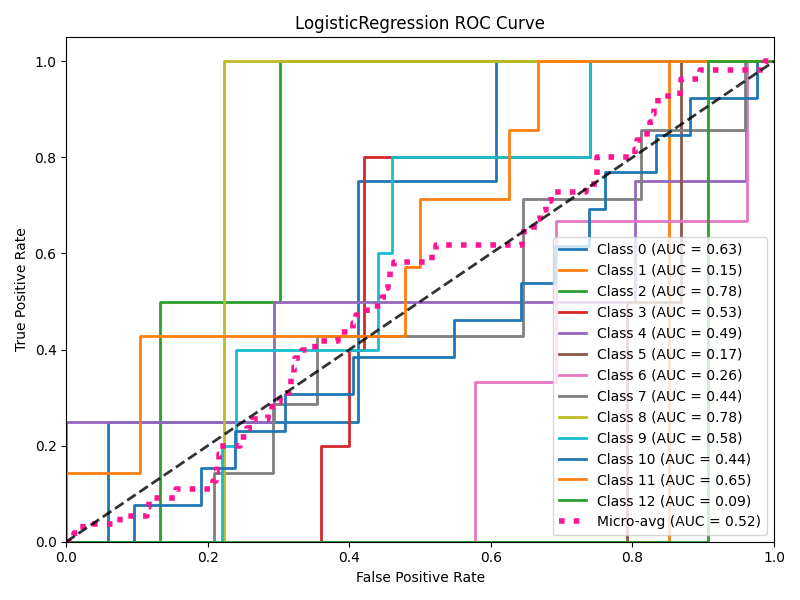 LogisticRegression ROC Curve
True Positive Rate
1.0
0.8
0.6
0.4
0.2
0.0
Class 0 (AUC = 0.63)
Class 1 (AUC = 0.15)
Class 2 (AUC = 0.78)
Class 3 (AUC = 0.53)
Class 4 (AUC = 0.49)
Class 5 (AUC = 0.17)
Class 6 (AUC = 0.26)
Class 7 (AUC = 0.44)
Class 8 (AUC = 0.78)
Class 9 (AUC = 0.58)
Class 10 (AUC = 0.44)
Class 11 (AUC = 0.65)
Class 12 (AUC = 0.09)
Micro-avg (AUC = 0.52)
0.0 0.2 0.4 0.6 0.8 1.0
False Positive Rate